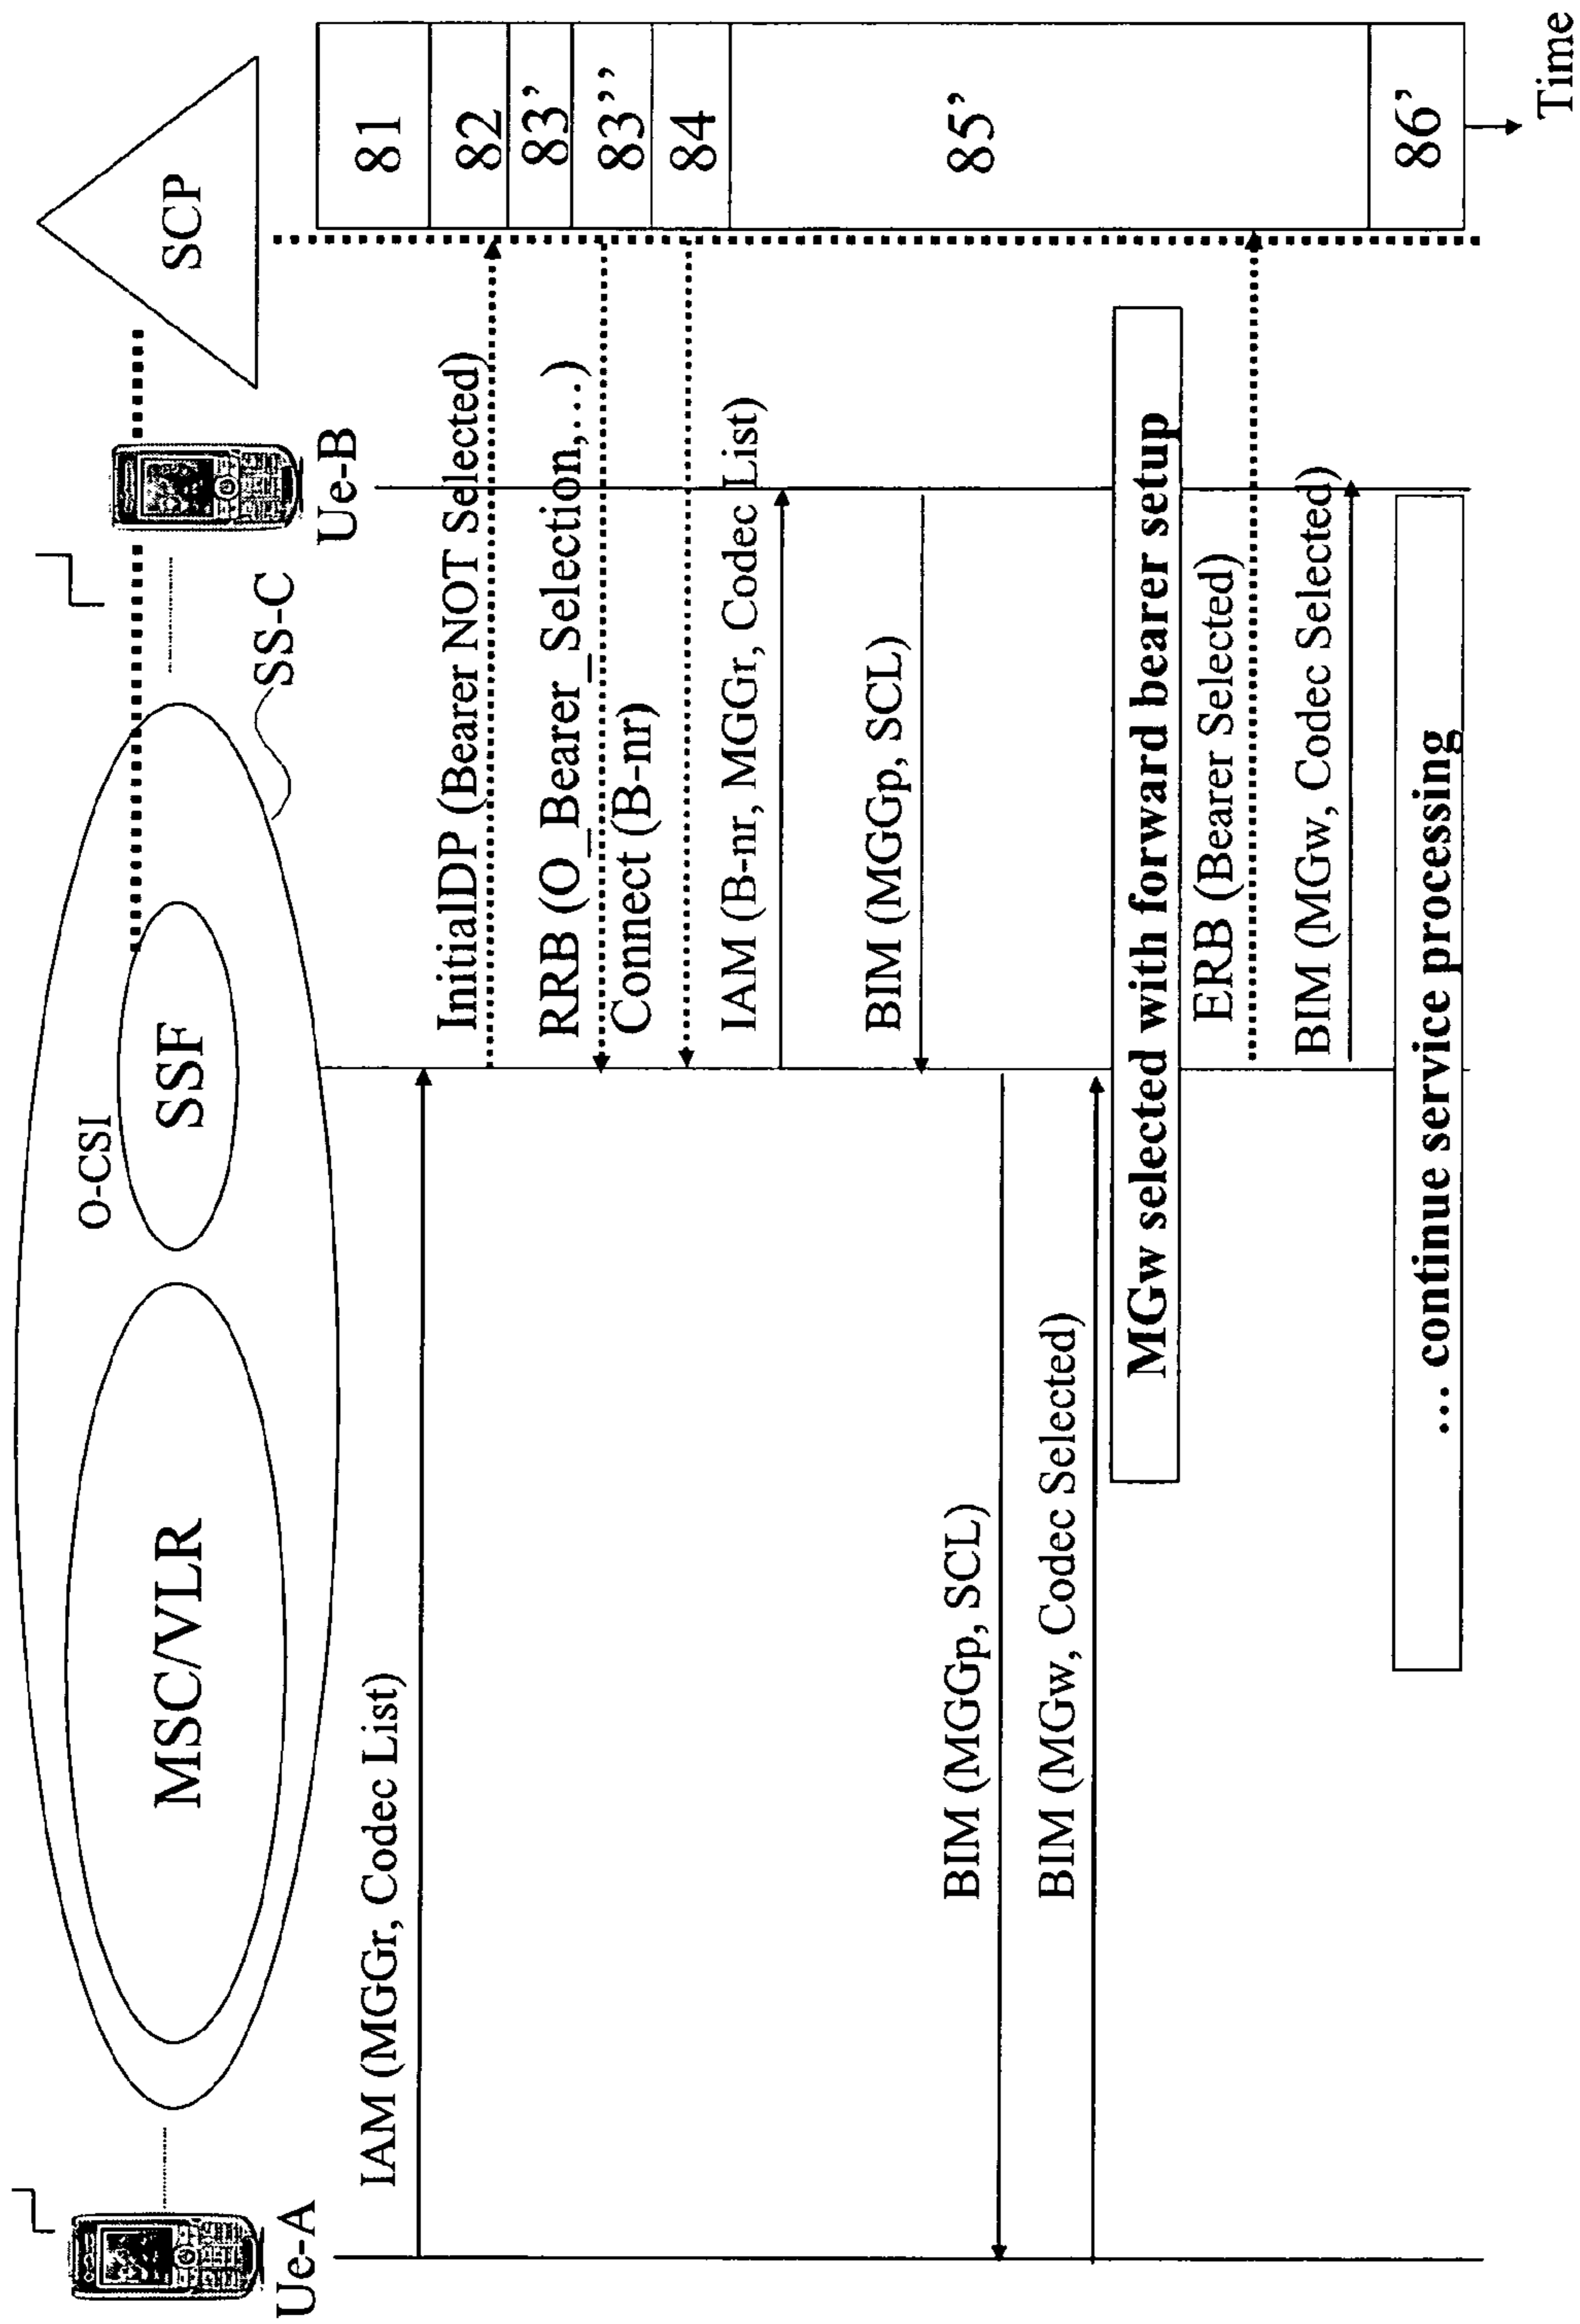 Ue-A
MSC/VLR
O-CSI
SSF
SS-C
Ue-B
SCP
IAM (MGGr, Codec List)
81
InitialDP (Bearer NOT Selected)
82
RRB (O_Bearer_Selection,…)
83’
Connect (B-nr)
83’’
84
IAM (B-nr, MGGr, Codec List)
BIM (MGGp, SCL)
85’
BIM (MGGp, SCL)
BIM (MGw, Codec Selected)
MGw selected with forward bearer setup
ERB (Bearer Selected)
BIM (MGw, Codec Selected)
… continue service processing
86’
Time